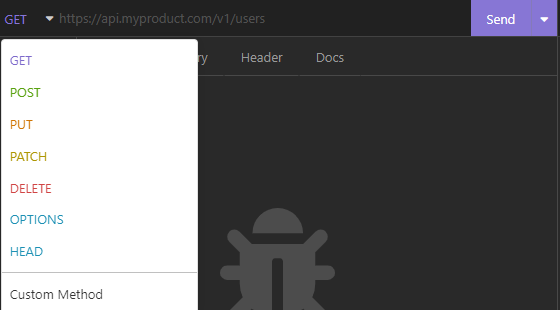 GET https://api.myproduct.com/v1/users Send
ry Header Docs
GET
POST
PUT
PATCH
DELETE
OPTIONS
HEAD
Custom Method